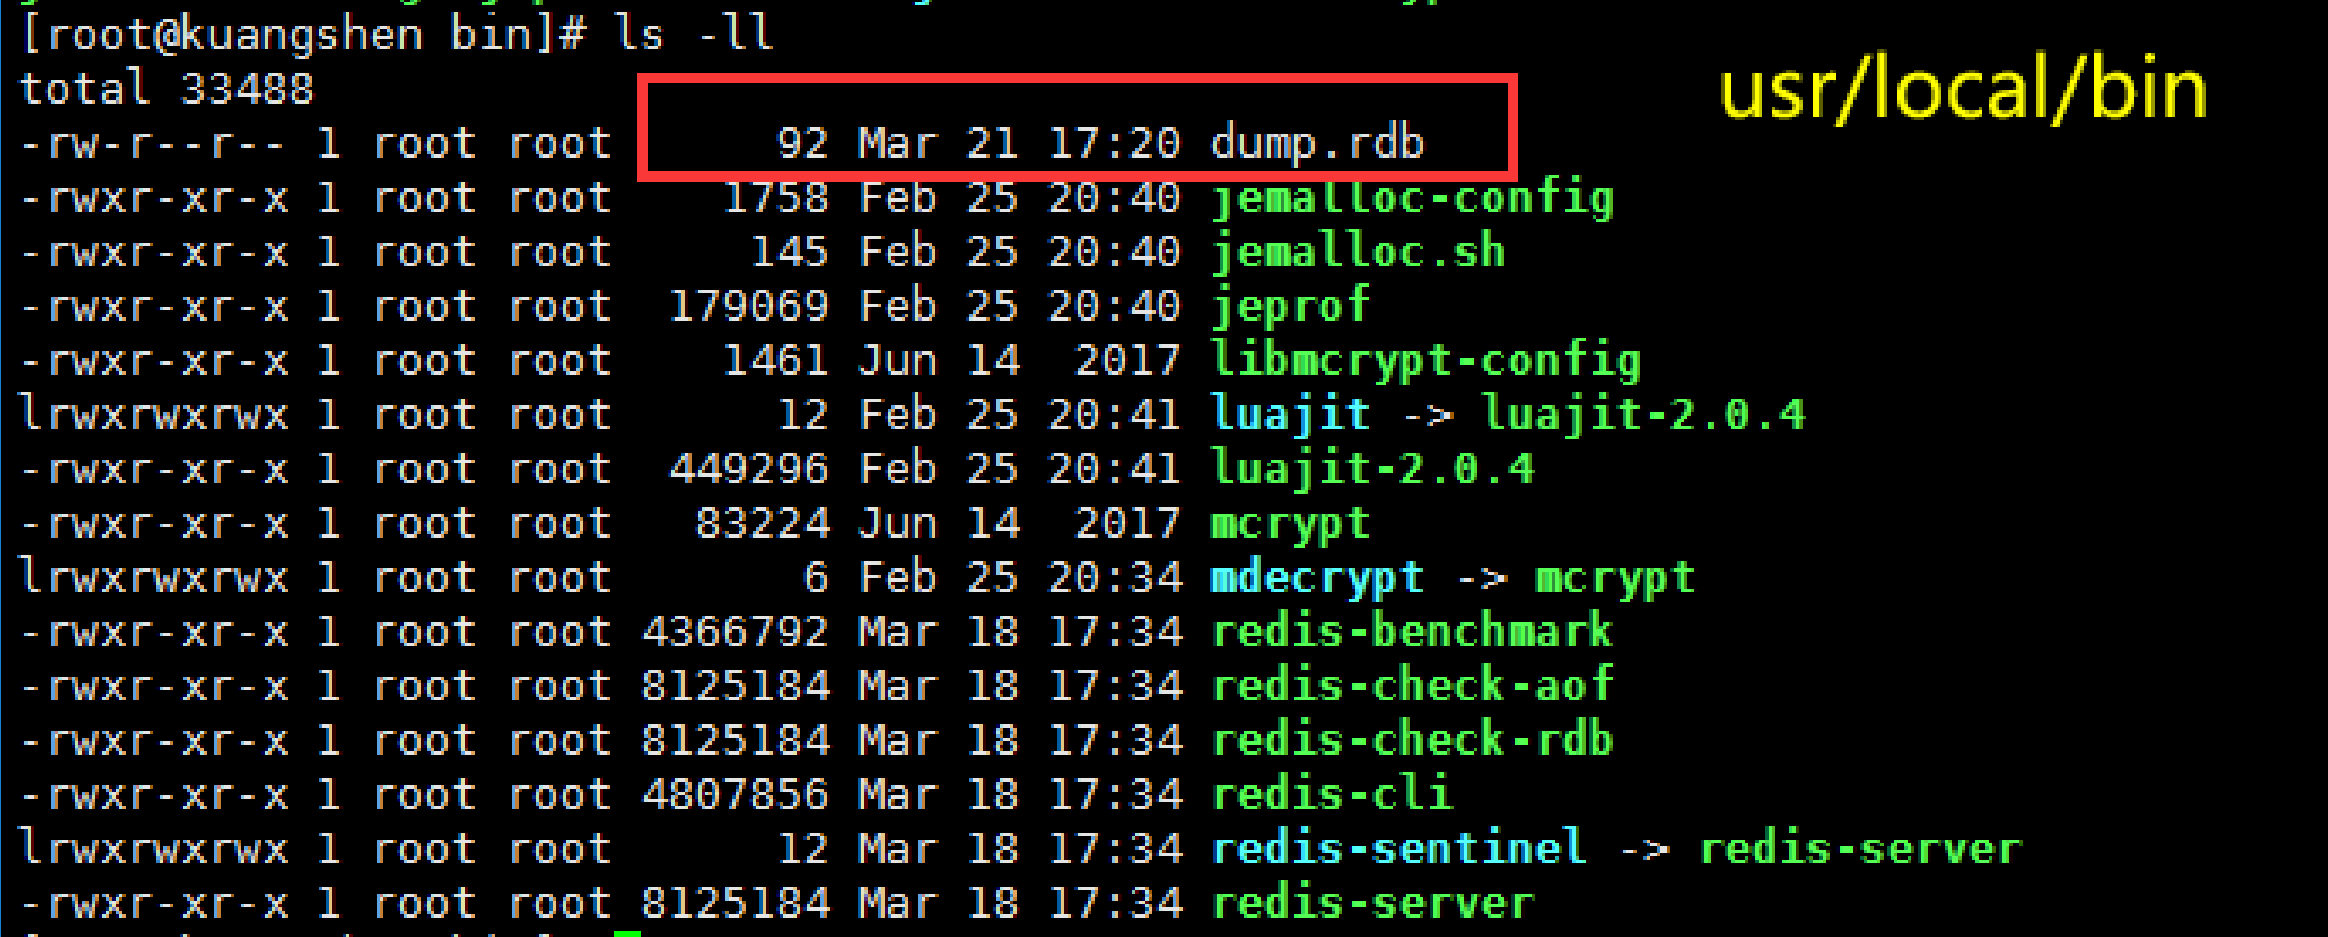 [root@kuangshen bin]# ls -ll
usr/local/bin
total 33488
-rw-r--r-- 1 root root 92 Mar 21 17:20 dump.rdb
-rwxr-xr-x 1 root root 1758 Feb 25 20:40 jemalloc-config
-rwxr-xr-x 1 root root 145 Feb 25 20:40 jemalloc.sh
-rwxr-xr-x 1 root root 179069 Feb 25 20:40 jeprof
-rwxr-xr-x 1 root root 1461 Jun 14 2017 libmcrypt-config
lrwxrwxrwx 1 root root 12 Feb 25 20:41 luajit -> luajit-2.0.4
-rwxr-xr-x 1 root root 449296 Feb 25 20:41 luajit-2.0.4
-rwxr-xr-x 1 root root 83224 Jun 14 2017 mcrypt
lrwxrwxrwx 1 root root 6 Feb 25 20:34 mdecrypt -> mcrypt
-rwxr-xr-x 1 root root 4366792 Mar 18 17:34 redis-benchmark
-rwxr-xr-x 1 root root 8125184 Mar 18 17:34 redis-check-aof
-rwxr-xr-x 1 root root 8125184 Mar 18 17:34 redis-check-rdb
-rwxr-xr-x 1 root root 4807856 Mar 18 17:34 redis-cli
lrwxrwxrwx 1 root root 12 Mar 18 17:34 redis-sentinel -> redis-server
-rwxr-xr-x 1 root root 8125184 Mar 18 17:34 redis-server